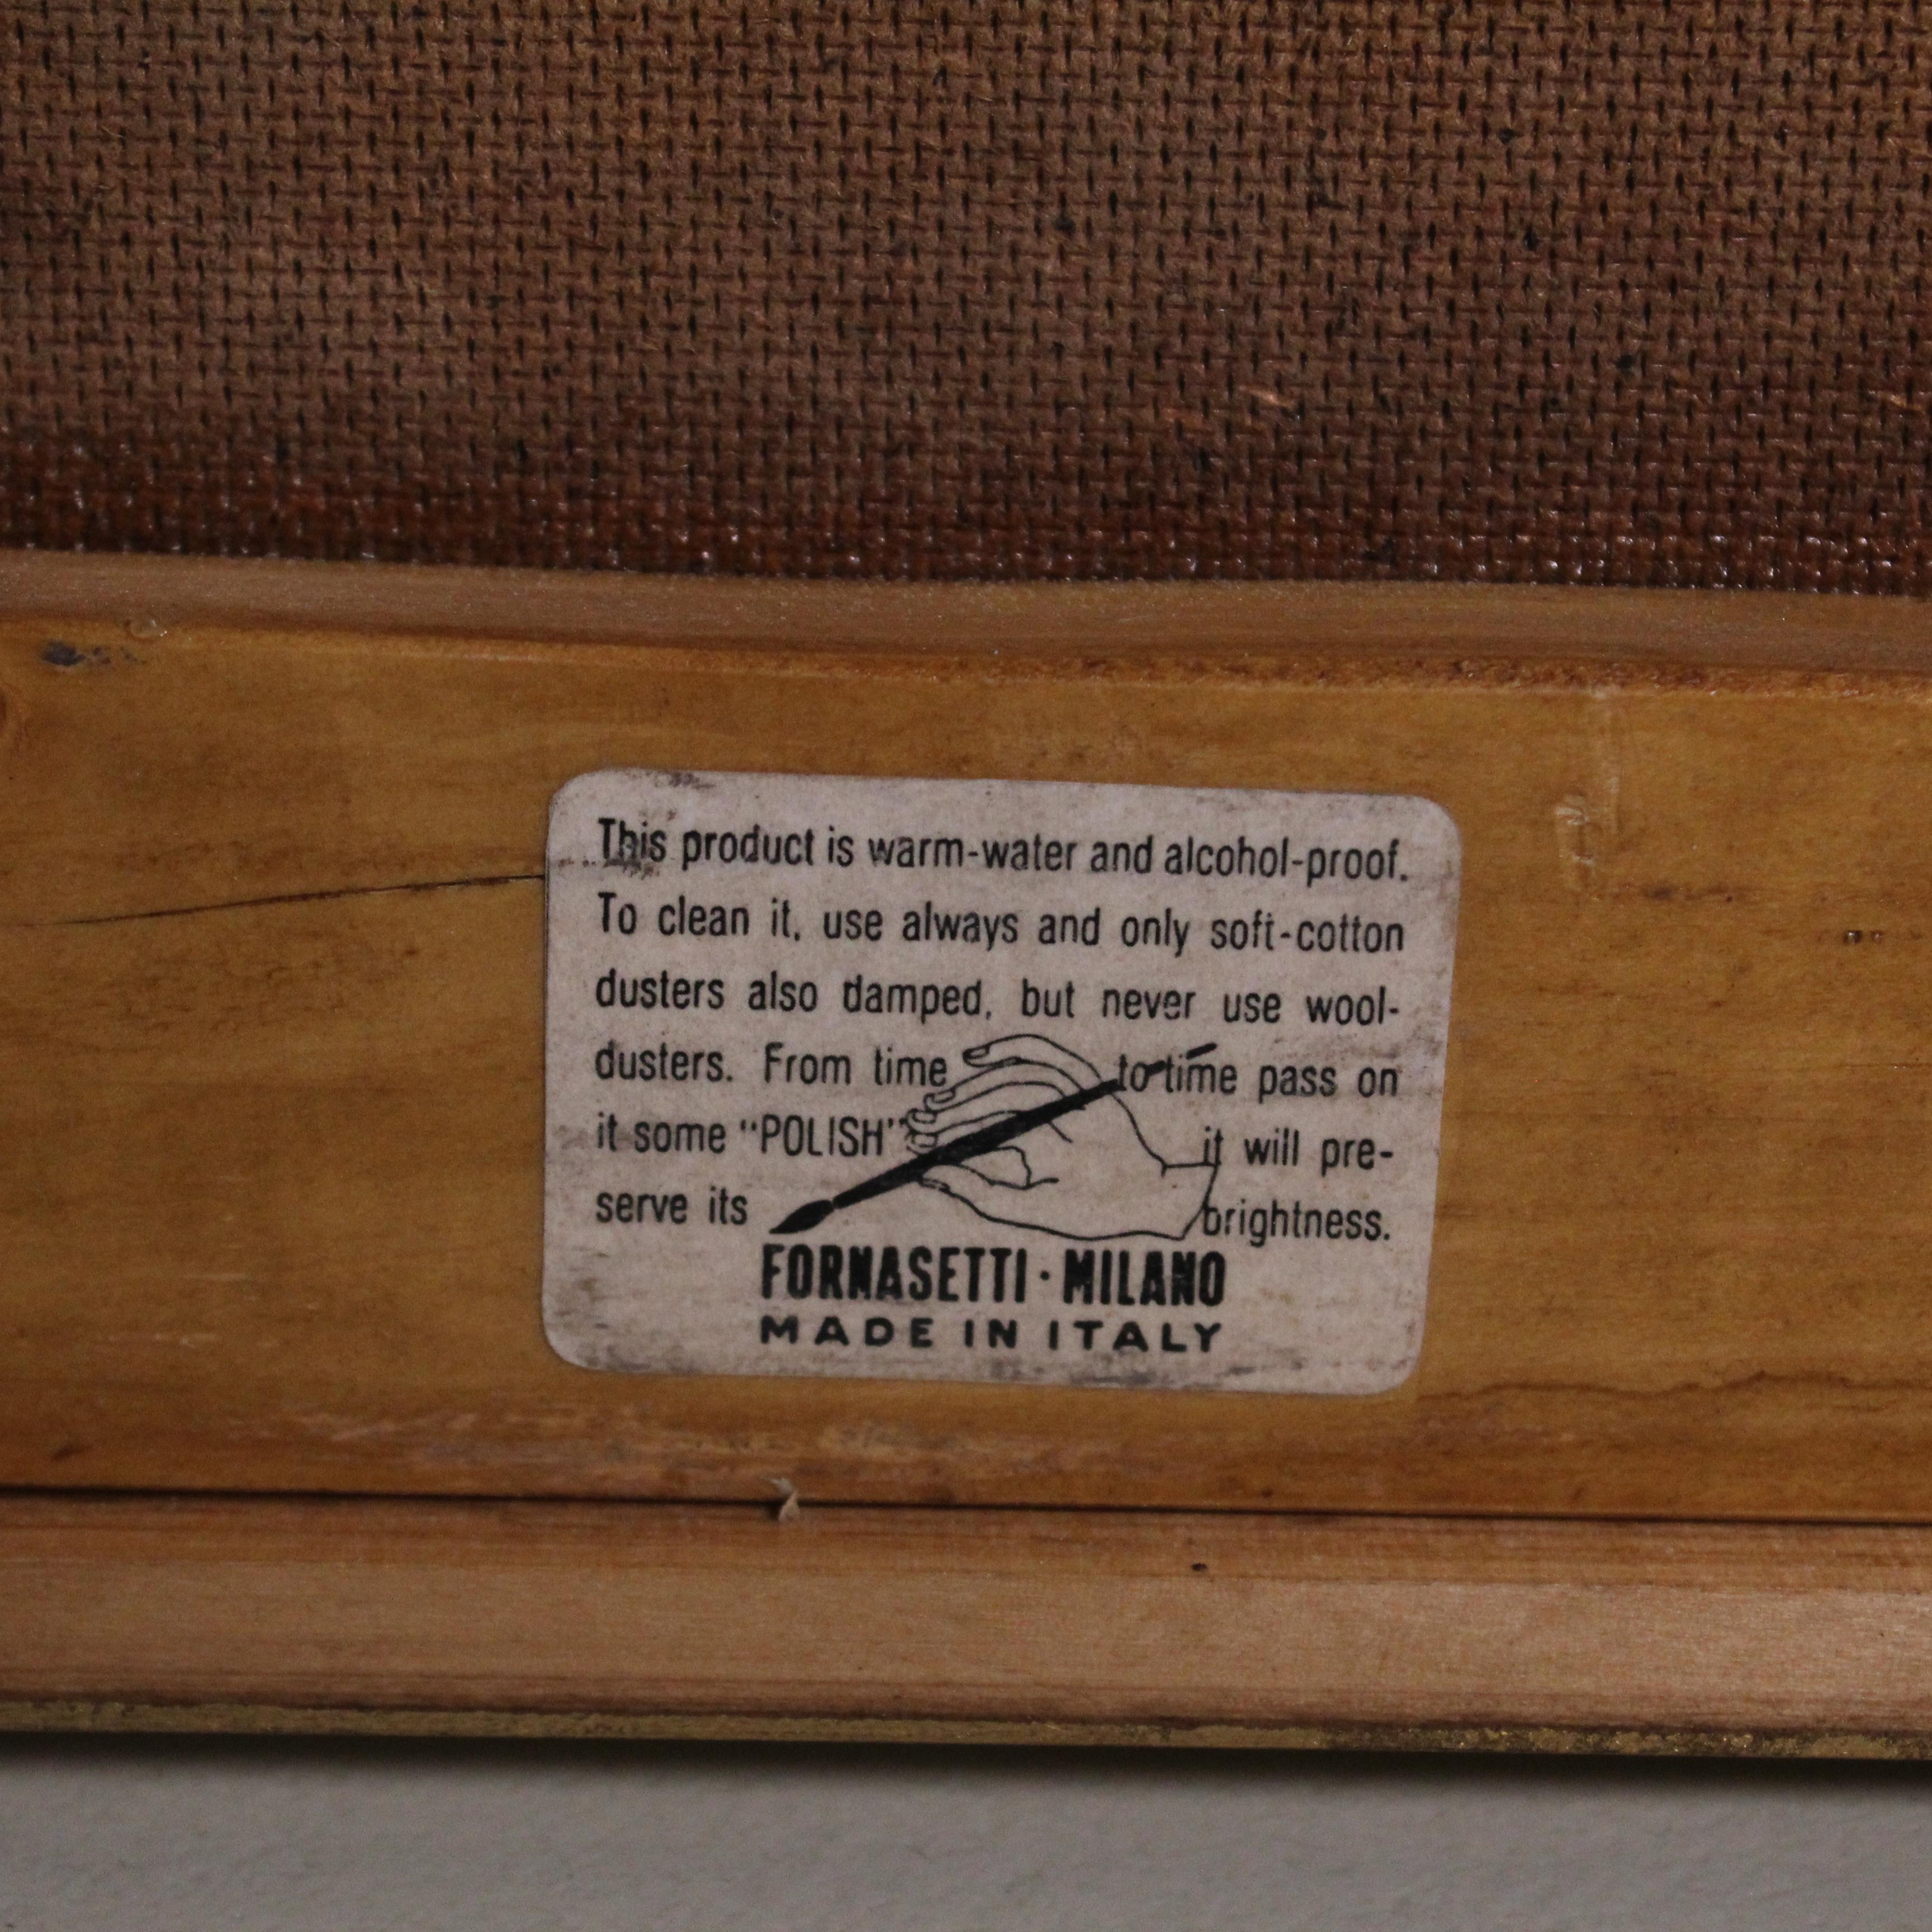 This product is warm-water and alcohol-proof.
To clean it, use always and only soft-cotton
dusters also damped, but never use wool-
dusters. From time to time pass on
it some "POLISH" it will pre-
serve its brightness.
FORNASETTI · MILANO
MADE IN ITALY